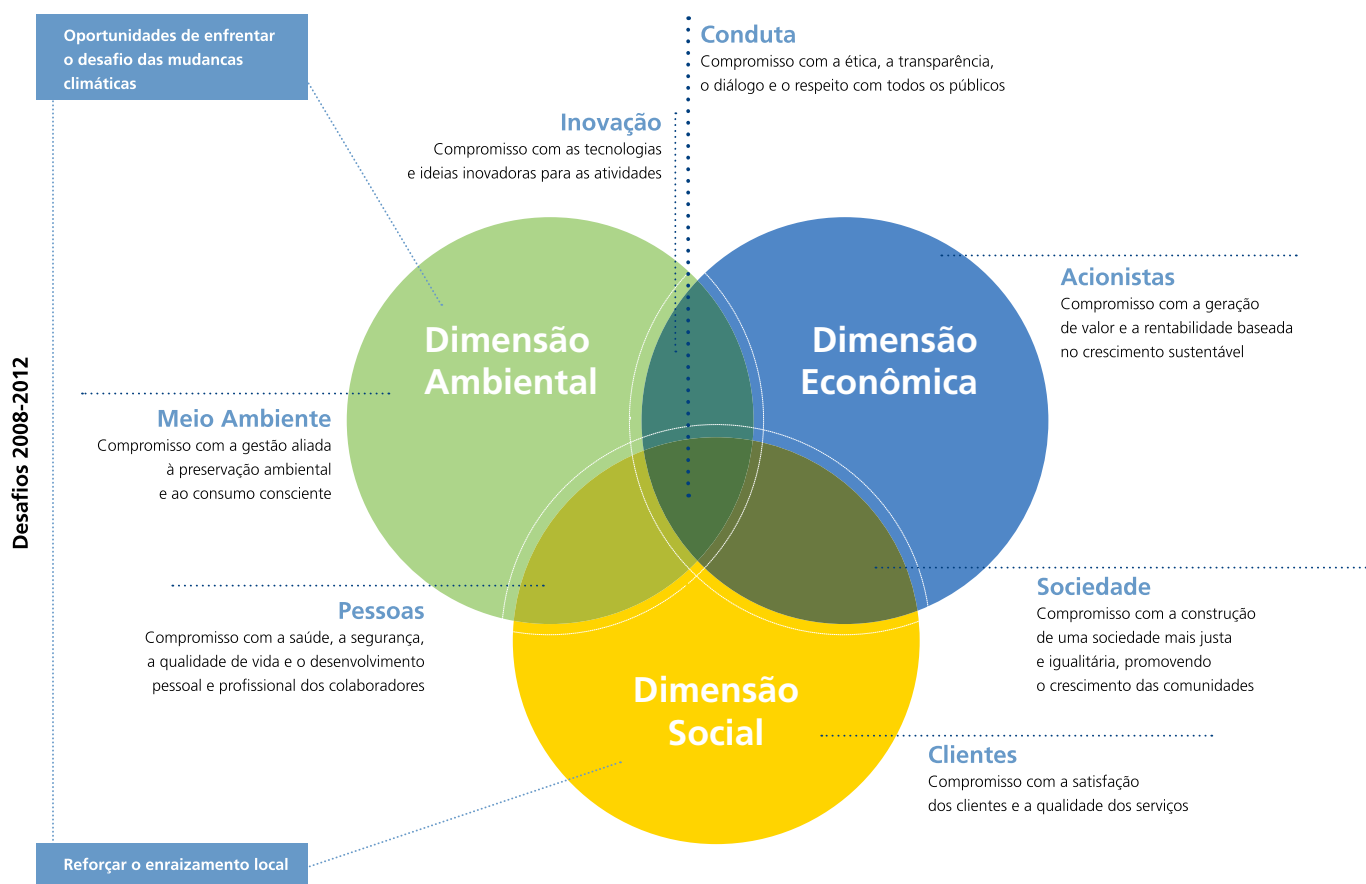 Oportunidades de enfrentar
o desafio das mudancas
climáticas
Conduta
Compromisso com a ética, a transparência,
o diálogo e o respeito com todos os públicos
Inovação
Compromisso com as tecnologias
e ideias inovadoras para as atividades
Dimensão
Ambiental
Dimensão
Econômica
Acionistas
Compromisso com a geração
de valor e a rentabilidade baseada
no crescimento sustentável
Desafios 2008-2012
Meio Ambiente
Compromisso com a gestão aliada
à preservação ambiental
e ao consumo consciente
Pessoas
Compromisso com a saúde, a segurança,
a qualidade de vida e o desenvolvimento
pessoal e profissional dos colaboradores
Sociedade
Compromisso com a construção
de uma sociedade mais justa
e igualitária, promovendo
o crescimento das comunidades
Dimensão
Social
Clientes
Compromisso com a satisfação
dos clientes e a qualidade dos serviços
Reforçar o enraizamento local